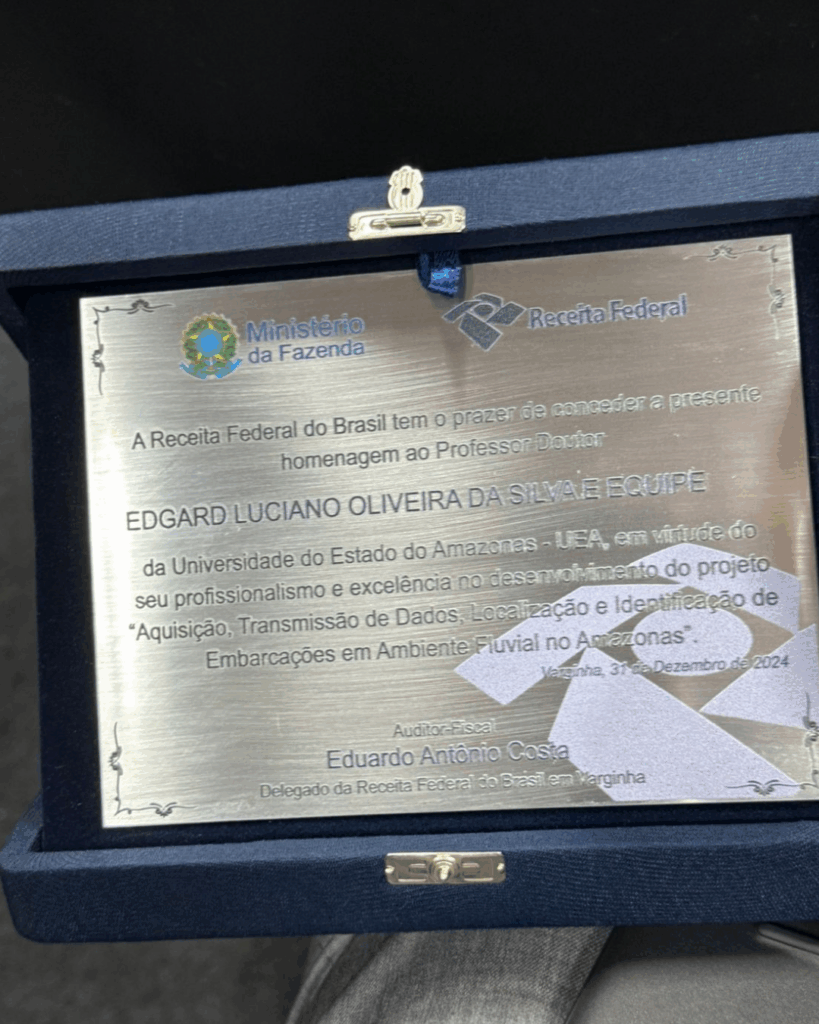 Ministério
da Fazenda
Receita Federal
A Receita Federal do Brasil tem o prazer de conceder a presente
homenagem ao Professor Doutor
EDGARD LUCIANO OLIVEIRA DA SILVA E EQUIPE
da Universidade do Estado do Amazonas - UEA, em virtude do
seu profissionalismo e excelência no desenvolvimento do projeto
“Aquisição, Transmissão de Dados, Localização e Identificação de
Embarcações em Ambiente Fluvial no Amazonas”.
Varginha, 31 de Dezembro de 2024
Auditor-Fiscal
Eduardo Antônio Costa
Delegado da Receita Federal do Brasil em Varginha